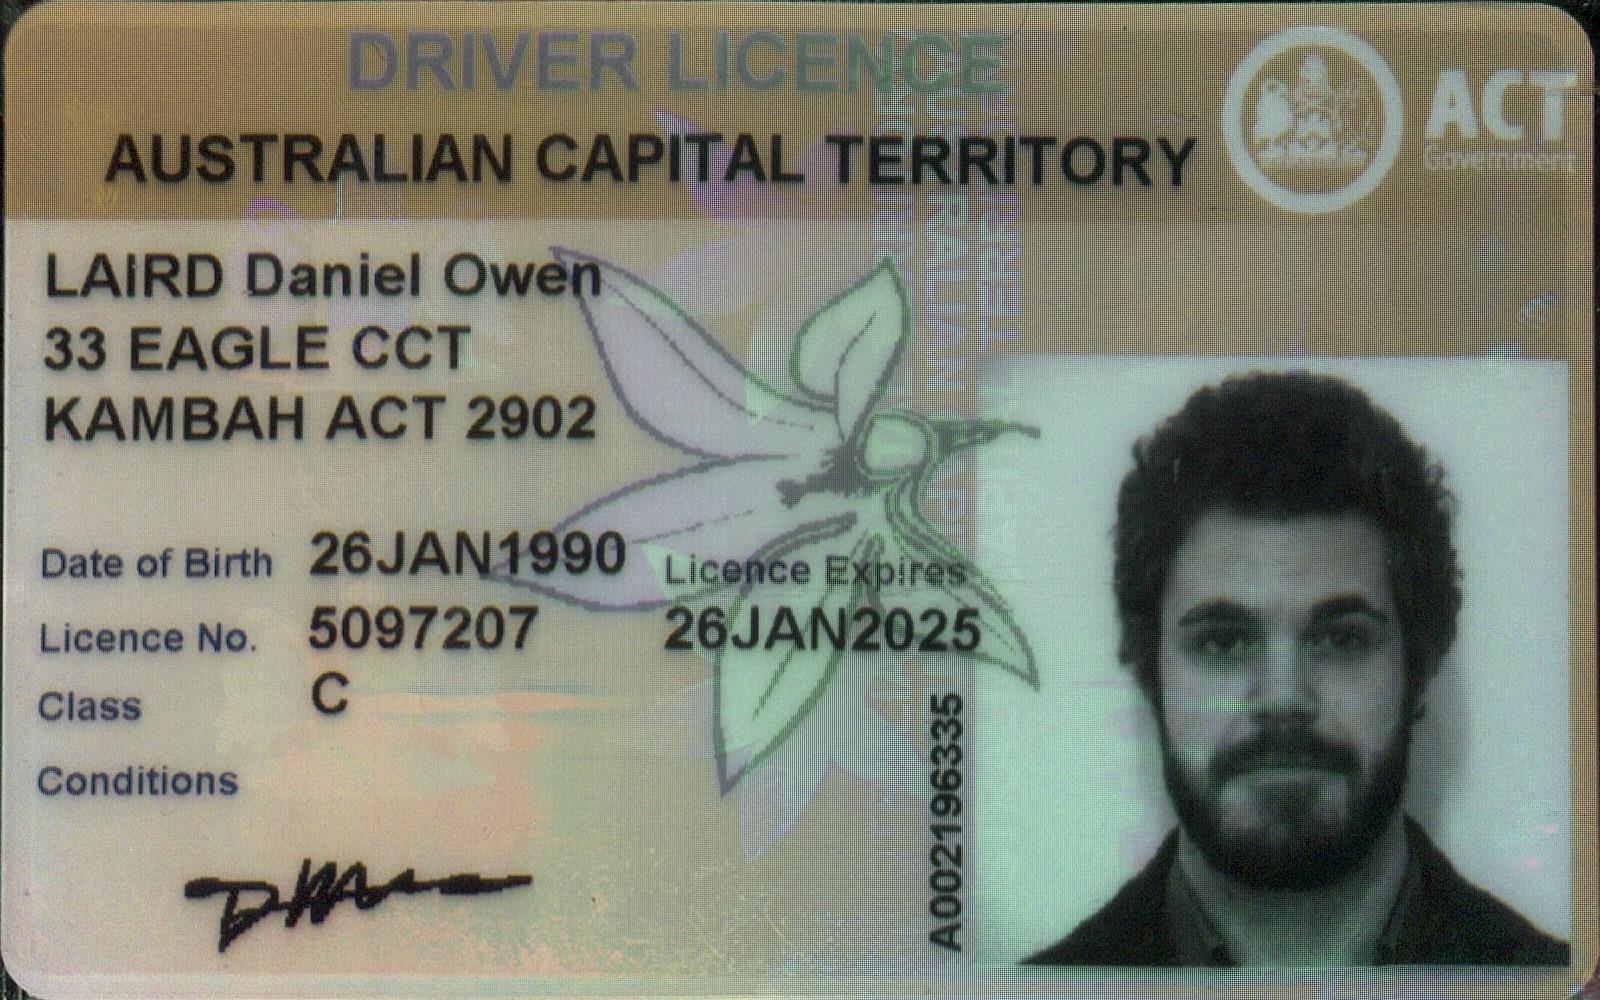 DRIVER LICENCE
AUSTRALIAN CAPITAL TERRITORY
ACT
Government
LAIRD Daniel Owen
33 EAGLE CCT
KAMBAH ACT 2902
Date of Birth 26JAN1990
Licence Expires
Licence No. 5097207 26JAN2025
Class C
Conditions
A002196335